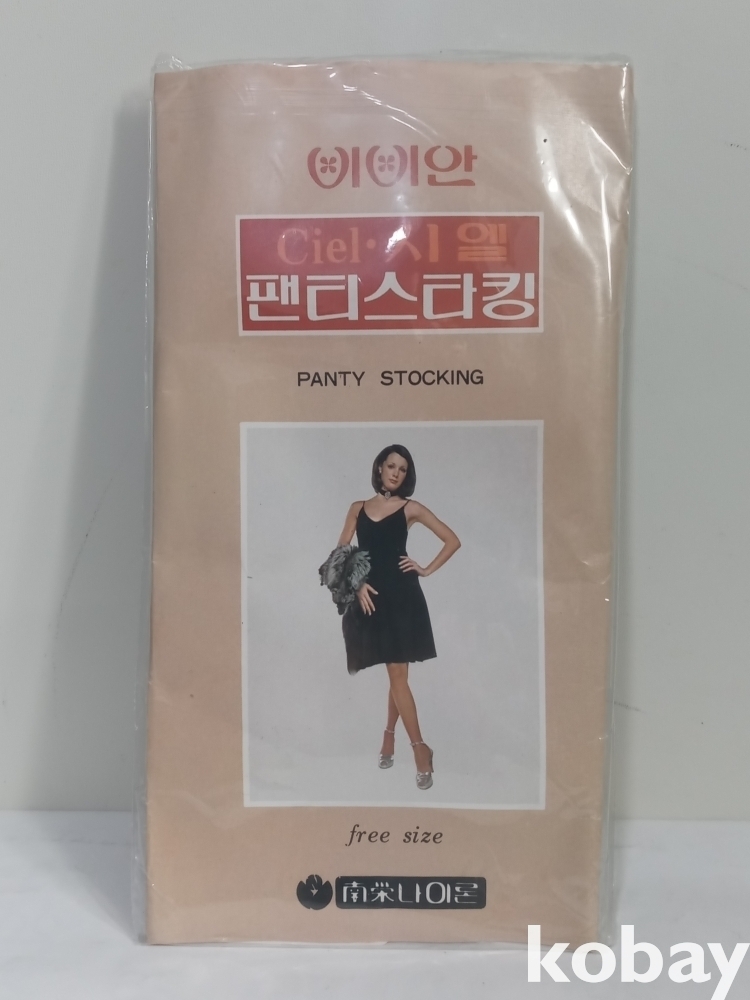 비비안
Ciel·시엘
팬티스타킹
PANTY STOCKING
free size
南栄나이론
kobay